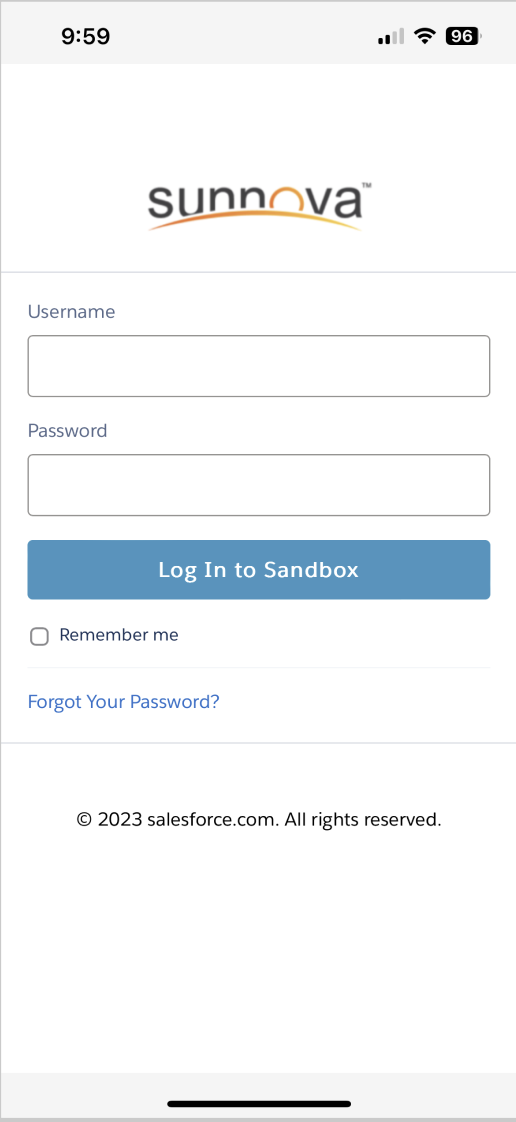 9:59
96
sunnova™
Username
Password
Log In to Sandbox
Remember me
Forgot Your Password?
© 2023 salesforce.com. All rights reserved.